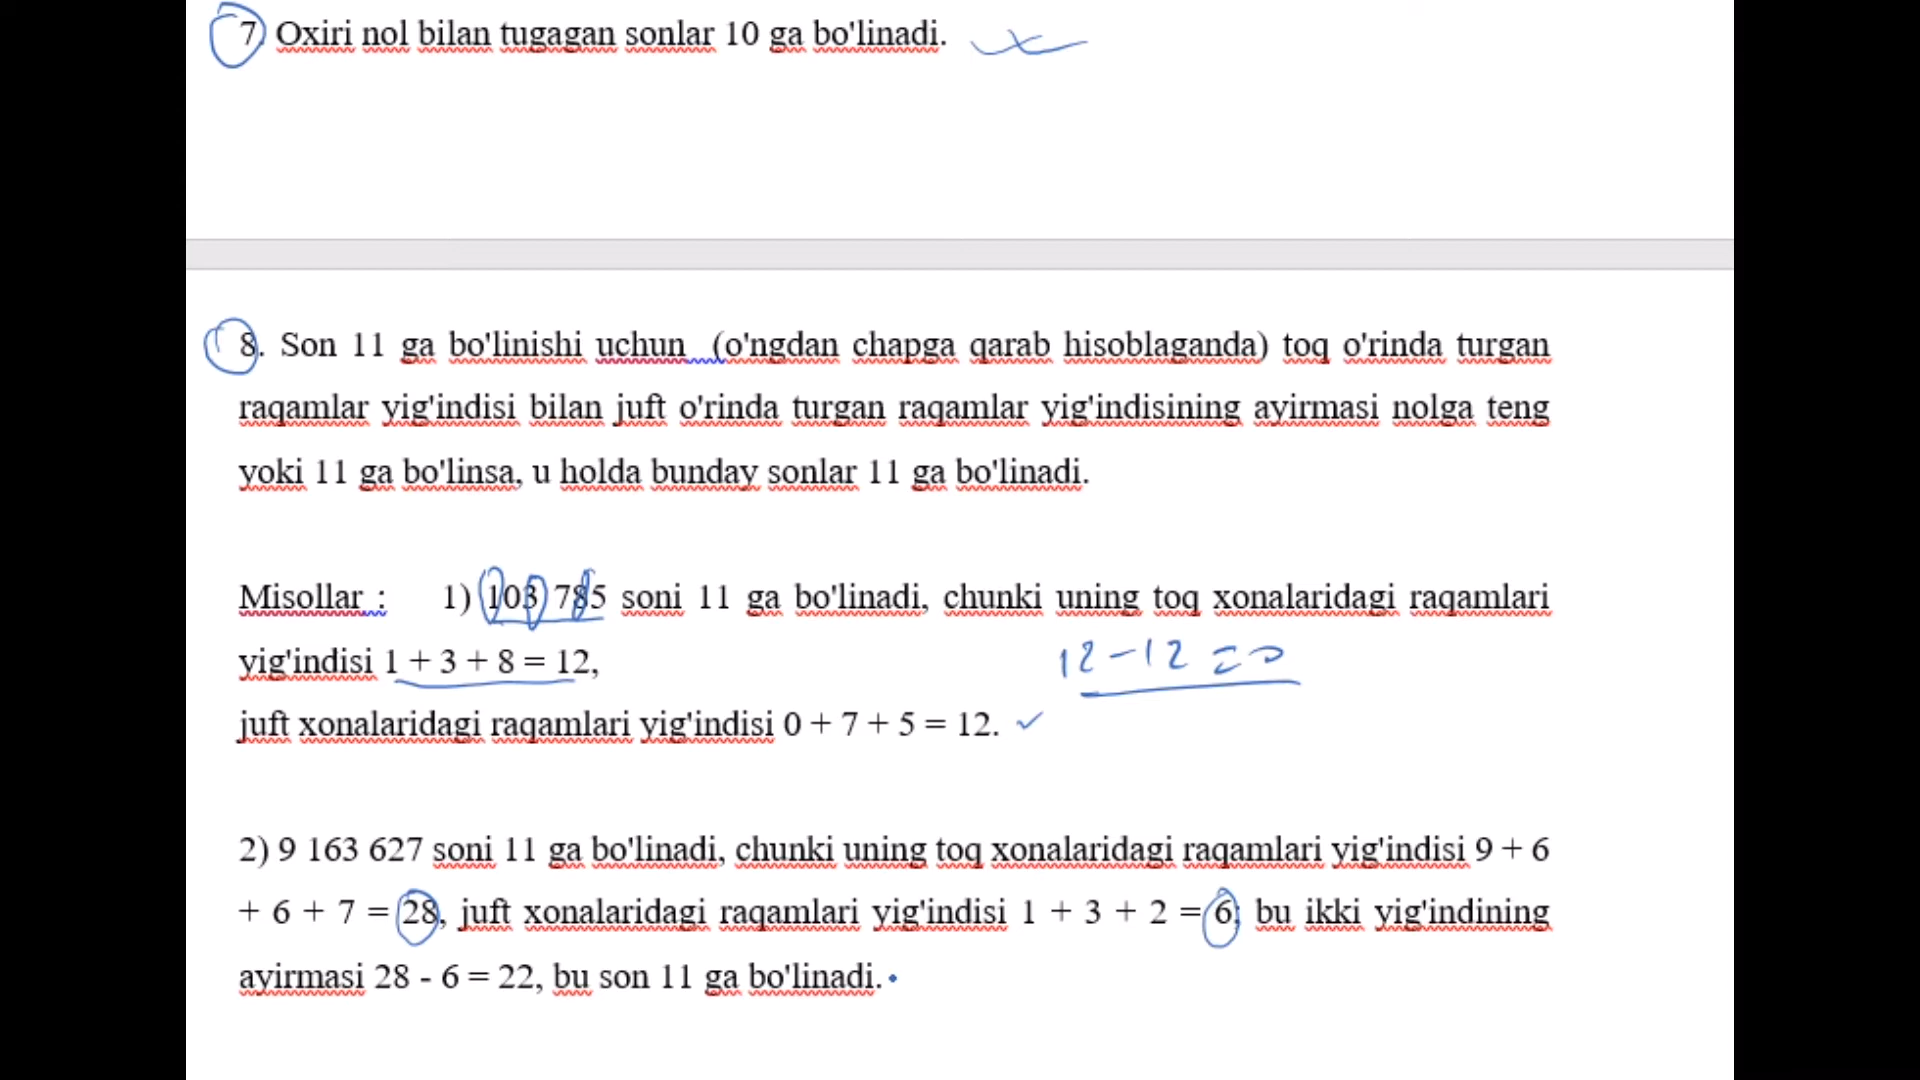 7. Oxiri nol bilan tugagan sonlar 10 ga bo'linadi.
8. Son 11 ga bo'linishi uchun (o'ngdan chapga qarab hisoblaganda) toq o'rinda turgan
raqamlar yig'indisi bilan juft o'rinda turgan raqamlar yig'indisining ayirmasi nolga teng
yoki 11 ga bo'linsa, u holda bunday sonlar 11 ga bo'linadi.
Misollar : 1) 103 785 soni 11 ga bo'linadi, chunki uning toq xonalaridagi raqamlari
yig'indisi 1 + 3 + 8 = 12,
12 - 12 = 0
juft xonalaridagi raqamlari yig'indisi 0 + 7 + 5 = 12.
2) 9 163 627 soni 11 ga bo'linadi, chunki uning toq xonalaridagi raqamlari yig'indisi 9 + 6
+ 6 + 7 = 28, juft xonalaridagi raqamlari yig'indisi 1 + 3 + 2 = 6; bu ikki yig'indining
ayirmasi 28 - 6 = 22, bu son 11 ga bo'linadi.